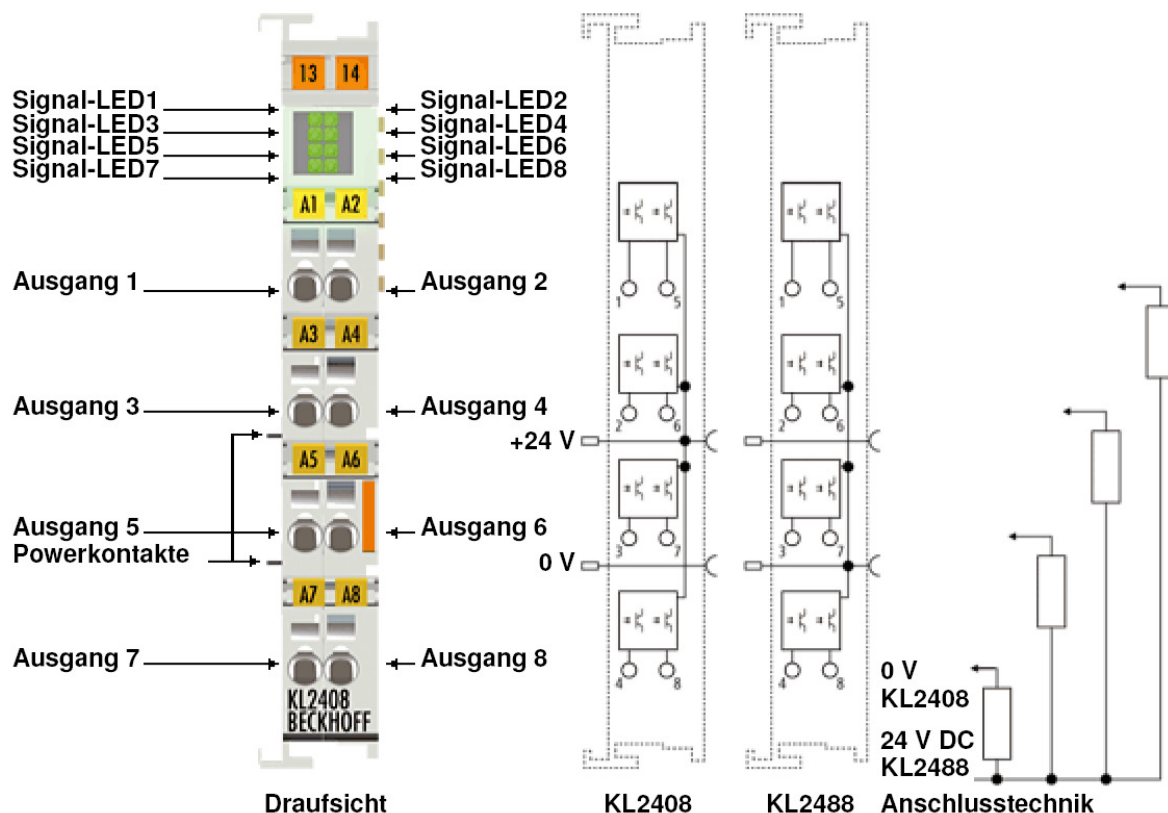 13 14
Signal-LED1
Signal-LED2
Signal-LED3
Signal-LED4
Signal-LED5
Signal-LED6
Signal-LED7
Signal-LED8
A1 A2
Ausgang 1
Ausgang 2
1 5
1 5
A3 A4
Ausgang 3
Ausgang 4
2 6
2 6
+24 V
A5 A6
Ausgang 5
Ausgang 6
Powerkontakte
3 7
3 7
0 V
A7 A8
Ausgang 7
Ausgang 8
4 8
4 8
KL2408
BECKHOFF
0 V
KL2408
24 V DC
KL2488
Draufsicht
KL2408
KL2488
Anschlusstechnik